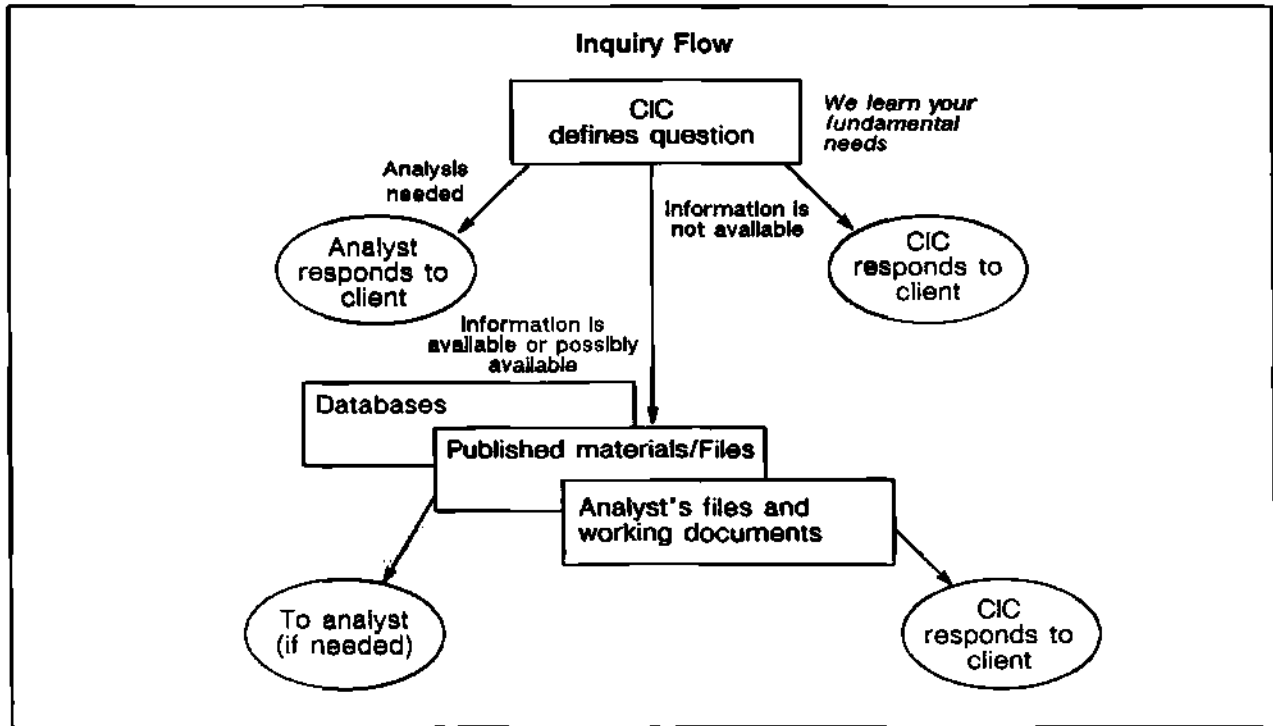 Inquiry Flow
CIC
defines question
We learn your
fundamental
needs
Analysis
needed
Information is
not available
Analyst
responds to
client
CIC
responds to
client
Information is
available or possibly
available
Databases
Published materials/Files
Analyst's files and
working documents
To analyst
(if needed)
CIC
responds to
client